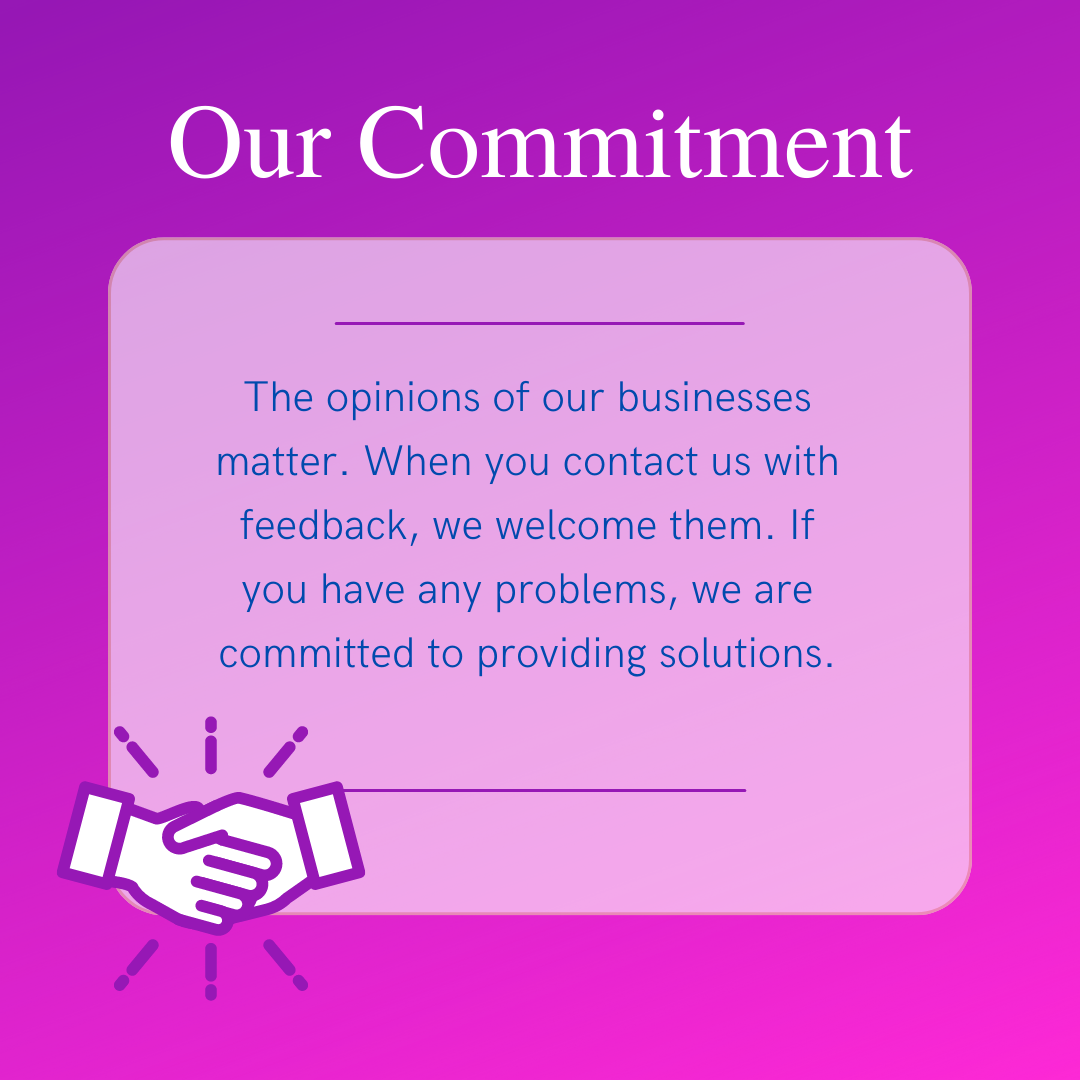 Our Commitment
The opinions of our businesses
matter. When you contact us with
feedback, we welcome them. If
you have any problems, we are
committed to providing solutions.